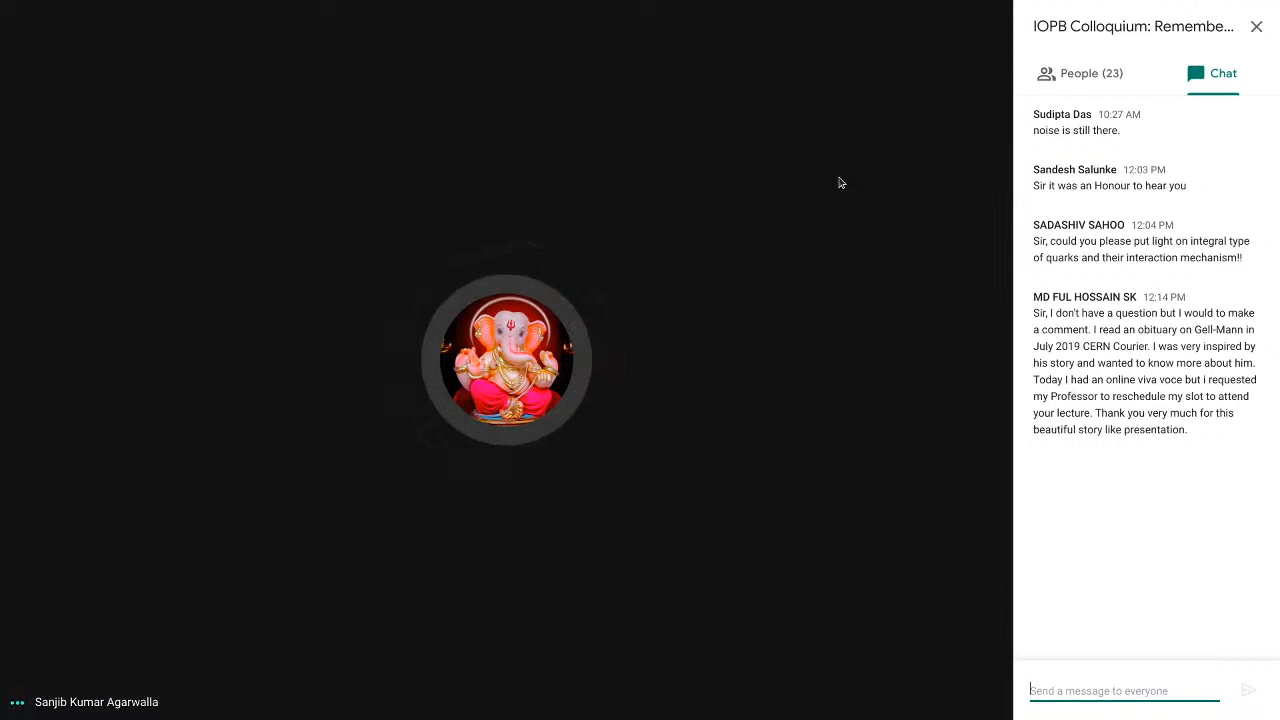 IOPB Colloquium: Remembe...
People (23)
Chat
Sudipta Das 10:27 AM
noise is still there.
Sandesh Salunke 12:03 PM
Sir it was an Honour to hear you
SADASHIV SAHOO 12:04 PM
Sir, could you please put light on integral type
of quarks and their interaction mechanism!!
MD FUL HOSSAIN SK 12:14 PM
Sir, I don't have a question but I would to make
a comment. I read an obituary on Gell-Mann in
July 2019 CERN Courier. I was very inspired by
his story and wanted to know more about him.
Today I had an online viva voce but i requested
my Professor to reschedule my slot to attend
your lecture. Thank you very much for this
beautiful story like presentation.
Send a message to everyone
Sanjib Kumar Agarwalla